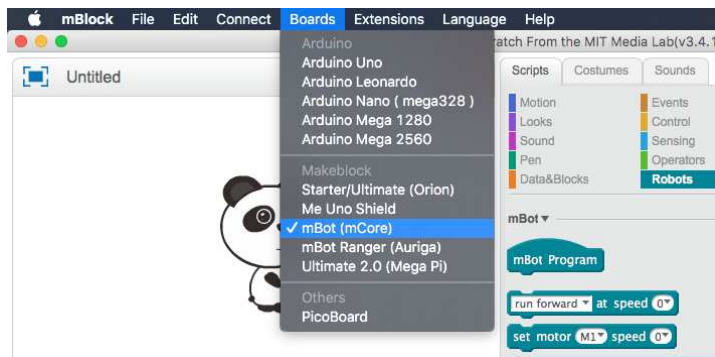 mBlock File Edit Connect Boards Extensions Language Help
atch From the MIT Media Lab(v3.4.1
Untitled
Arduino
Arduino Uno
Arduino Leonardo
Arduino Nano ( mega328 )
Arduino Mega 1280
Arduino Mega 2560
Makeblock
Starter/Ultimate (Orion)
Me Uno Shield
✓ mBot (mCore)
mBot Ranger (Auriga)
Ultimate 2.0 (Mega Pi)
Others
PicoBoard
Scripts Costumes Sounds
Motion Events
Looks Control
Sound Sensing
Pen Operators
Data&Blocks Robots
mBot
mBot Program
run forward at speed 0
set motor M1 speed 0